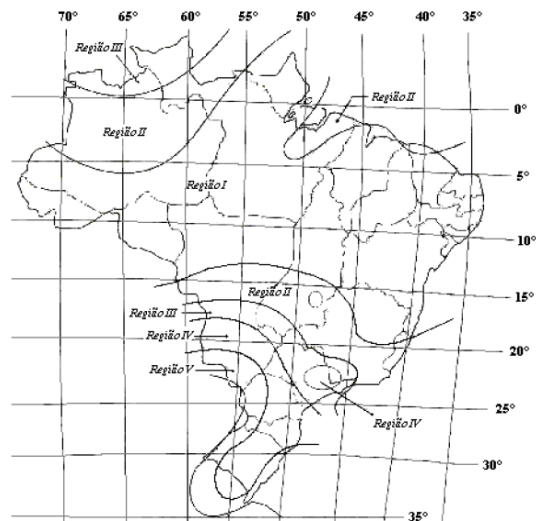 70° 65° 60° 55° 50° 45° 40° 35°
Região III
Região II
0°
Região II
5°
Região I
10°
Região II
15°
Região III
Região IV
20°
Região V
25°
Região IV
30°
35°